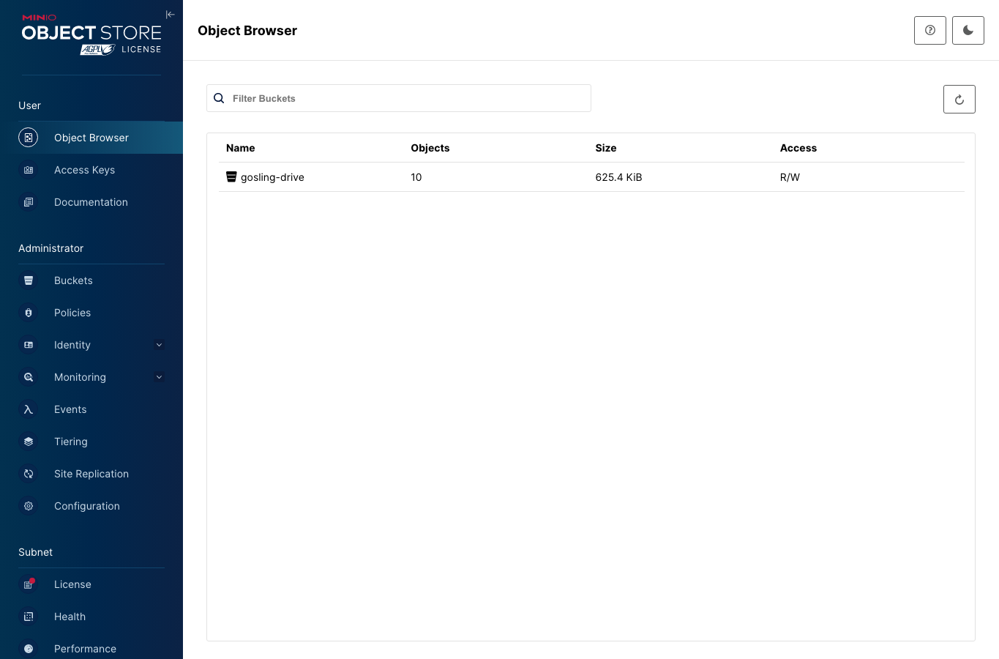 MINIO
OBJECT STORE
AGPLv3 LICENSE
User
Object Browser
Access Keys
Documentation
Administrator
Buckets
Policies
Identity
Monitoring
Events
Tiering
Site Replication
Configuration
Subnet
License
Health
Performance
Object Browser
Filter Buckets
Name Objects Size Access
gosling-drive 10 625.4 KiB R/W